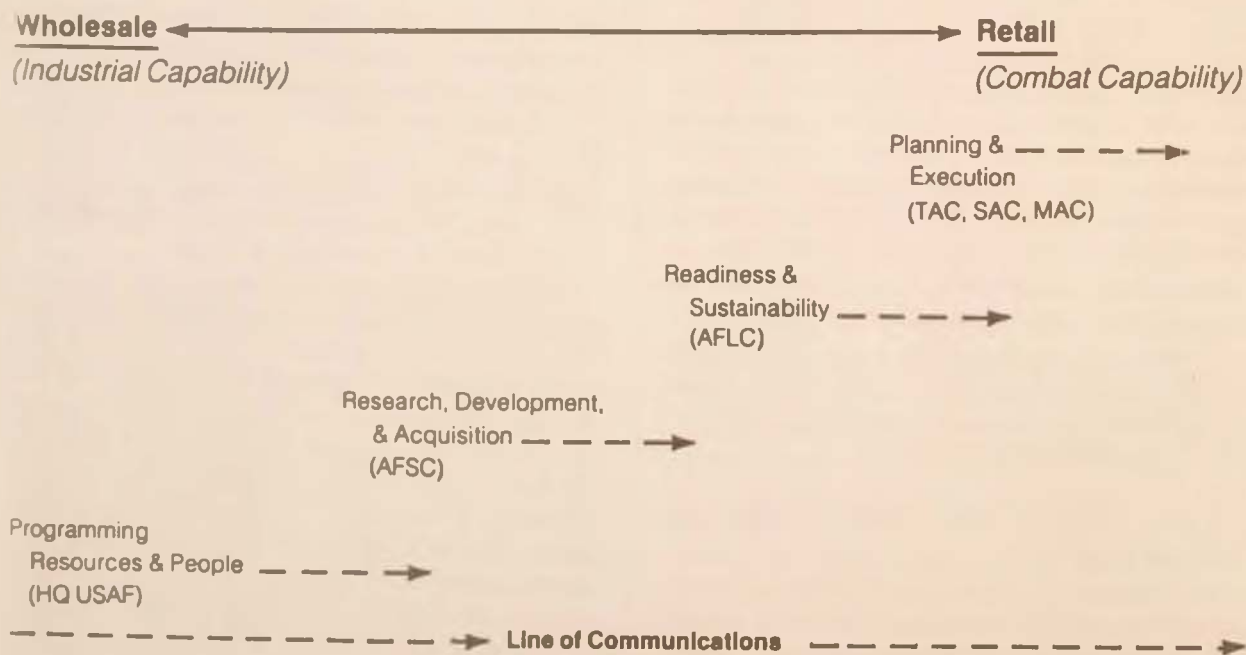 Wholesale Retail
(Industrial Capability) (Combat Capability)
Planning &
Execution
(TAC, SAC, MAC)
Readiness &
Sustainability
(AFLC)
Research, Development,
& Acquisition
(AFSC)
Programming
Resources & People
(HQ USAF)
Line of Communications